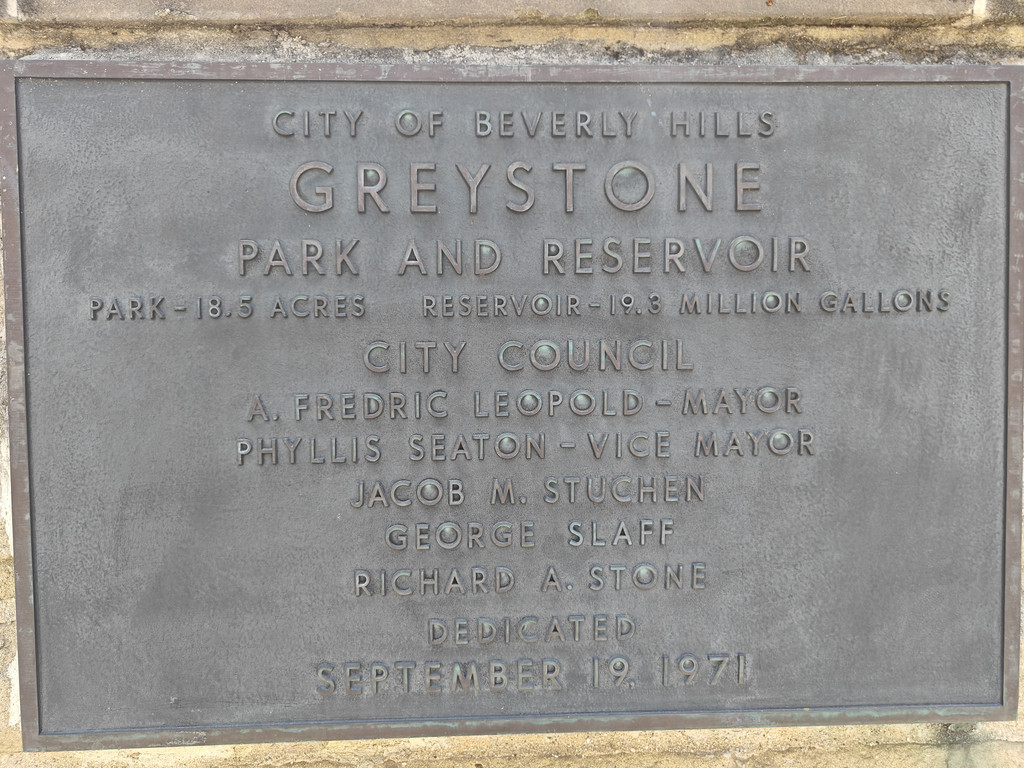 CITY OF BEVERLY HILLS
GREYSTONE
PARK AND RESERVOIR
PARK-18.5 ACRES RESERVOIR-19.3 MILLION GALLONS
CITY COUNCIL
A. FREDRIC LEOPOLD-MAYOR
PHYLLIS SEATON-VICE MAYOR
JACOB M. STUCHEN
GEORGE SLAFF
RICHARD A. STONE
DEDICATED
SEPTEMBER 19, 1971